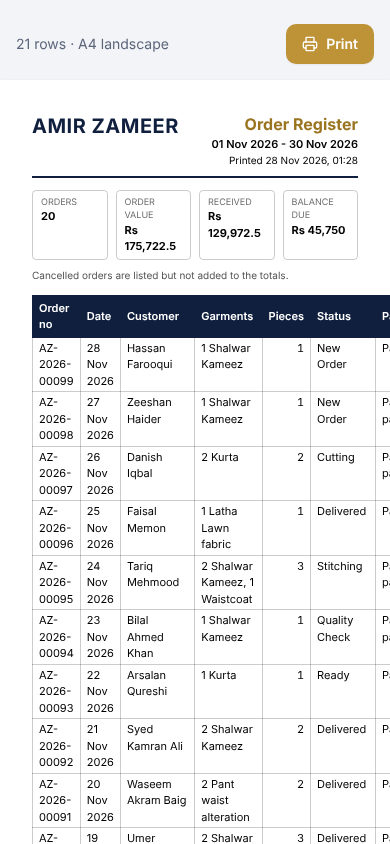 21 rows · A4 landscape
Print
AMIR ZAMEER
Order Register
01 Nov 2026 - 30 Nov 2026
Printed 28 Nov 2026, 01:28
ORDERS
20
ORDER
VALUE
Rs
175,722.5
RECEIVED
Rs
129,972.5
BALANCE
DUE
Rs 45,750
Cancelled orders are listed but not added to the totals.
Order no Date Customer Garments Pieces Status
AZ-2026-00099 28 Nov 2026 Hassan Farooqui 1 Shalwar Kameez 1 New Order
AZ-2026-00098 27 Nov 2026 Zeeshan Haider 1 Shalwar Kameez 1 New Order
AZ-2026-00097 26 Nov 2026 Danish Iqbal 2 Kurta 2 Cutting
AZ-2026-00096 25 Nov 2026 Faisal Memon 1 Latha Lawn fabric 1 Delivered
AZ-2026-00095 24 Nov 2026 Tariq Mehmood 2 Shalwar Kameez, 1 Waistcoat 3 Stitching
AZ-2026-00094 23 Nov 2026 Bilal Ahmed Khan 1 Shalwar Kameez 1 Quality Check
AZ-2026-00093 22 Nov 2026 Arsalan Qureshi 1 Kurta 1 Ready
AZ-2026-00092 21 Nov 2026 Syed Kamran Ali 2 Shalwar Kameez 2 Delivered
AZ-2026-00091 20 Nov 2026 Waseem Akram Baig 2 Pant waist alteration 2 Delivered
AZ- 19 Umer 2 Shalwar 3 Delivered